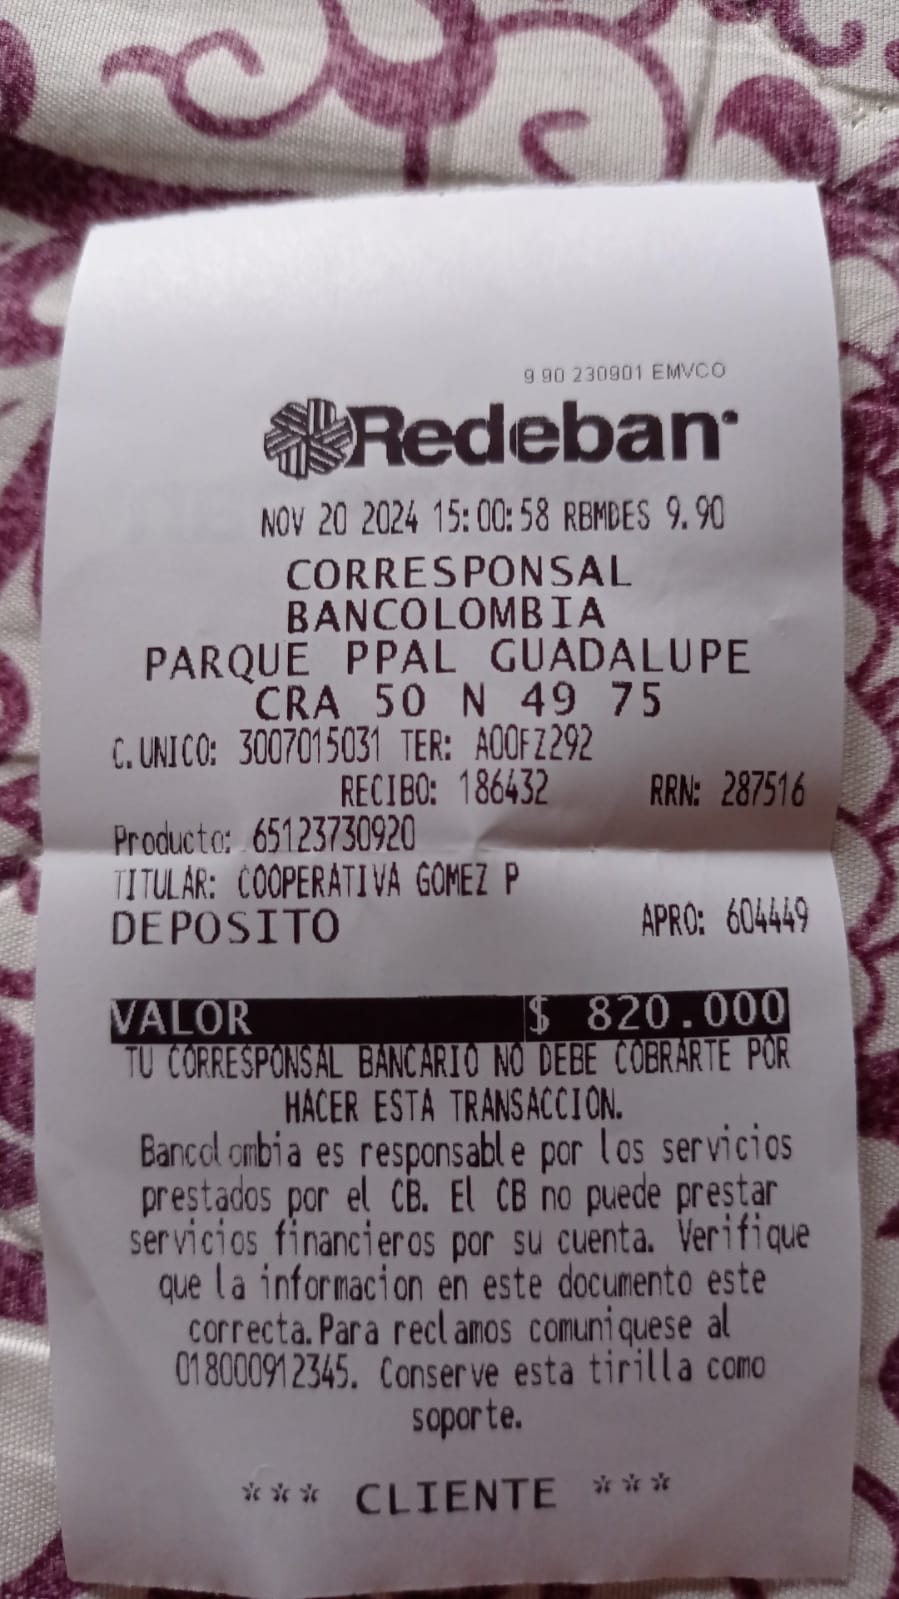 9 90 230901 EMVCO
Redeban
NOV 20 2024 15:00:58 RBMDES 9.90
CORRESPONSAL
BANCOLOMBIA
PARQUE PPAL GUADALUPE
CRA 50 N 49 75
C.UNICO: 3007015031 TER: A00FZ292
RECIBO: 186432 RRN: 287516
Producto: 65123730920
TITULAR: COOPERATIVA GOMEZ P
DEPOSITO APRO: 604449
VALOR $ 820.000
TU CORRESPONSAL BANCARIO NO DEBE COBRARTE POR
HACER ESTA TRANSACCION.
Bancolombia es responsable por los servicios
prestados por el CB. El CB no puede prestar
servicios financieros por su cuenta. Verifique
que la informacion en este documento este
correcta. Para reclamos comuniquese al
018000912345. Conserve esta tirilla como
soporte.
*** CLIENTE ***